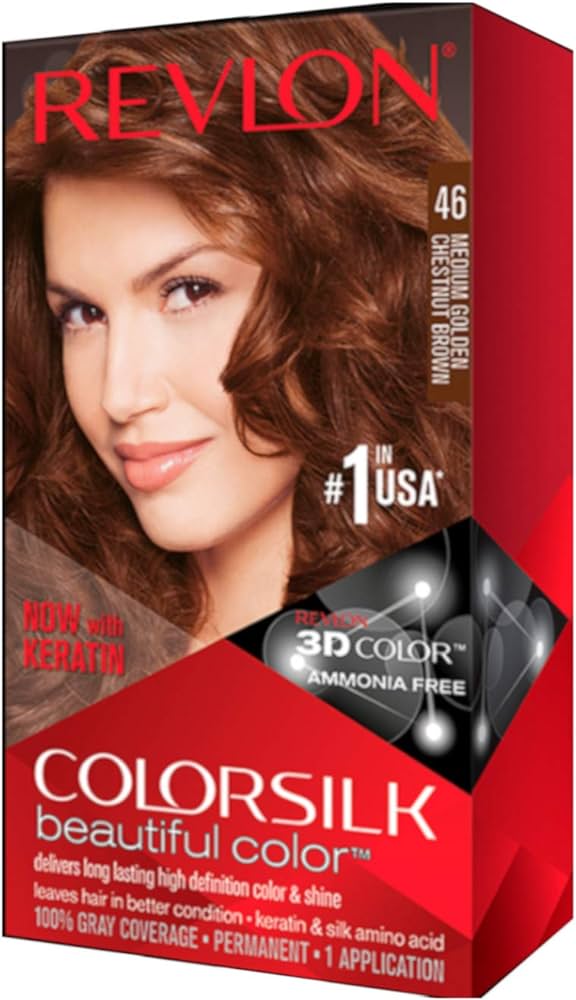 REVLON®
46
MEDIUM GOLDEN
CHESTNUT BROWN
#1 IN USA*
NOW with
KERATIN
REVLON
3D COLOR™
AMMONIA FREE
COLORSILK
beautiful color™
delivers long lasting high definition color & shine
leaves hair in better condition • keratin & silk amino acid
100% GRAY COVERAGE • PERMANENT • 1 APPLICATION